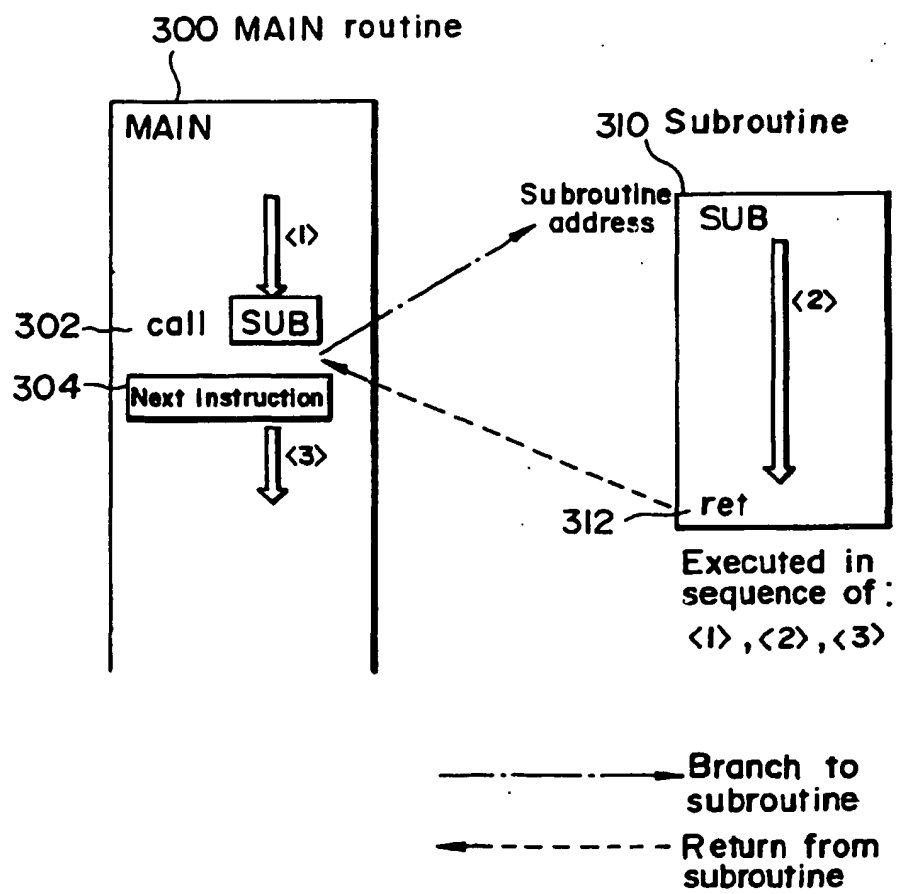 300 MAIN routine
MAIN
310 Subroutine
Subroutine
address
SUB
<1>
<2>
302 call SUB
304 Next Instruction
<3>
312 ret
Executed in
sequence of:
<1>, <2>, <3>
Branch to
subroutine
Return from
subroutine